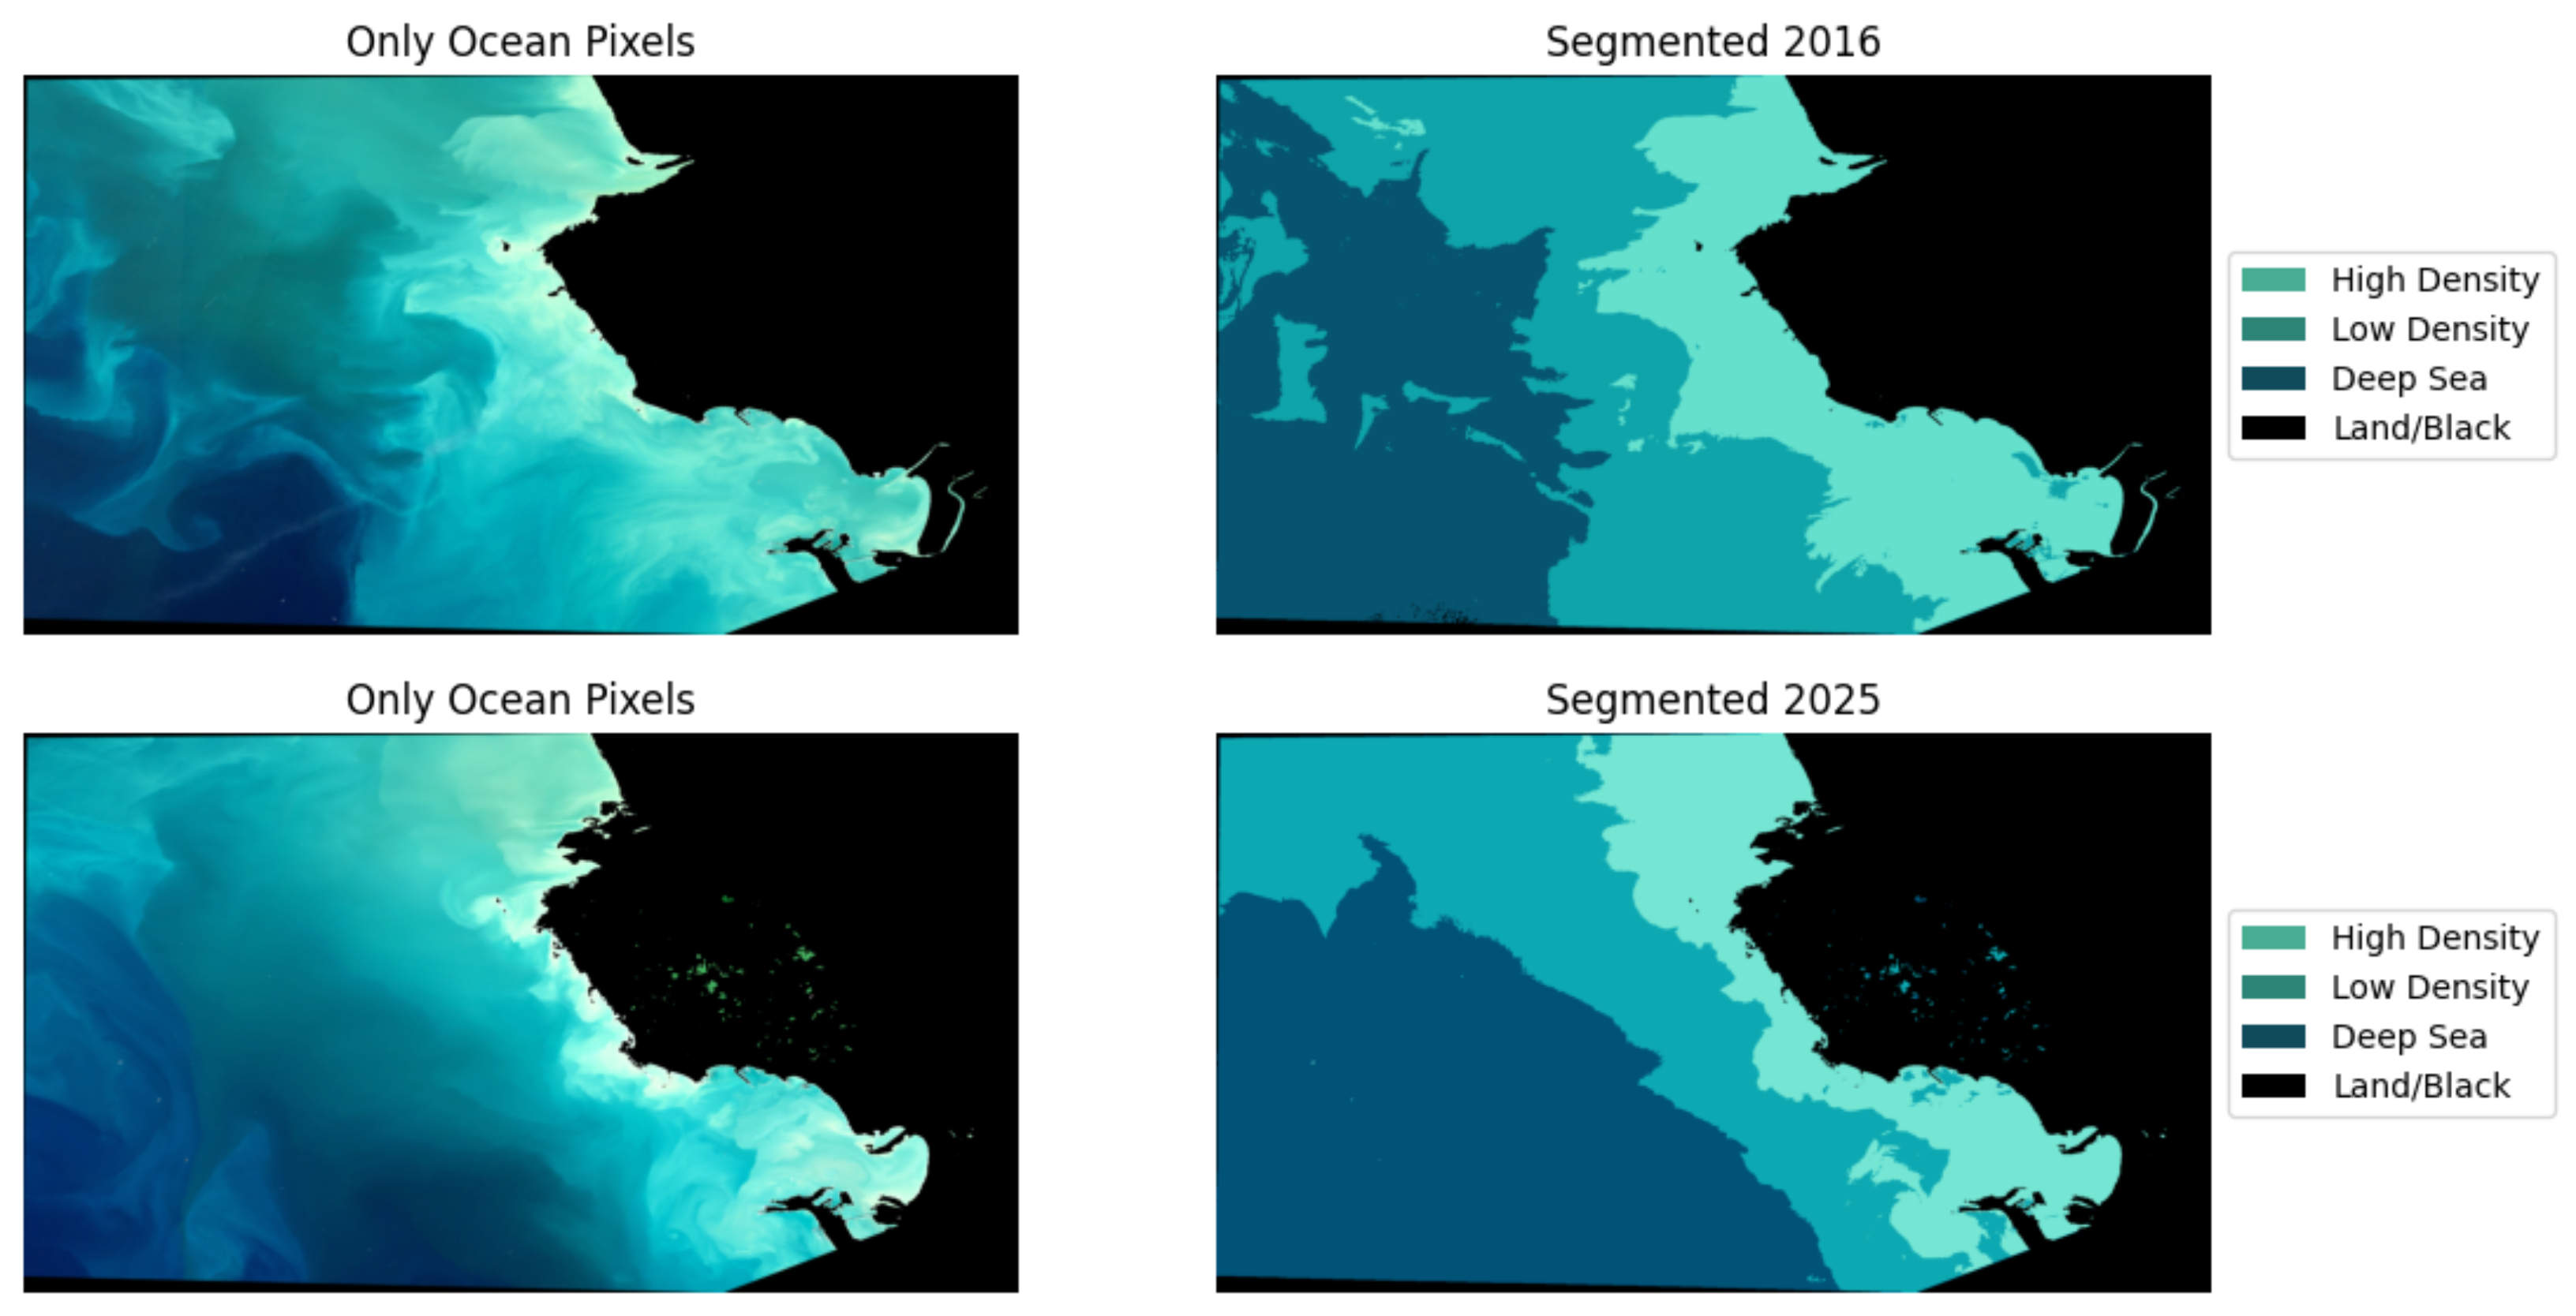 Only Ocean Pixels
Segmented 2016
High Density
Low Density
Deep Sea
Land/Black
Only Ocean Pixels
Segmented 2025
High Density
Low Density
Deep Sea
Land/Black